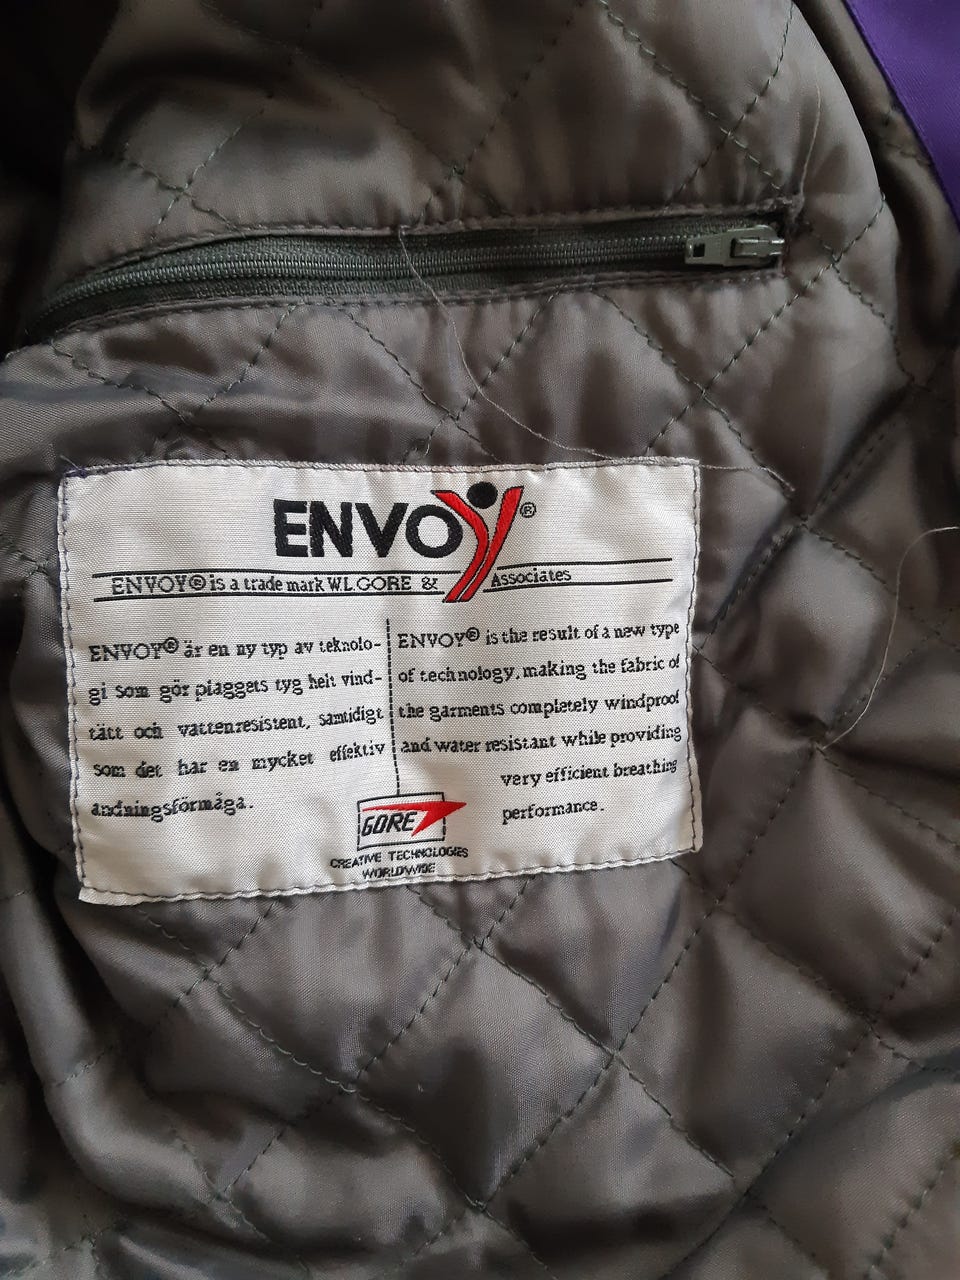 ENVOY®
ENVOY® is a trade mark W.L.GORE & Associates
ENVOY® är en ny typ av teknolo-
gi som gör plaggets tyg helt vind-
tätt och vattenresistent, samtidigt
som det har en mycket effektiv
andningsförmåga.
ENVOY® is the result of a new type
of technology, making the fabric of
the garments completely windproof
and water resistant while providing
very efficient breathing
performance.
GORE
CREATIVE TECHNOLOGIES
WORLDWIDE